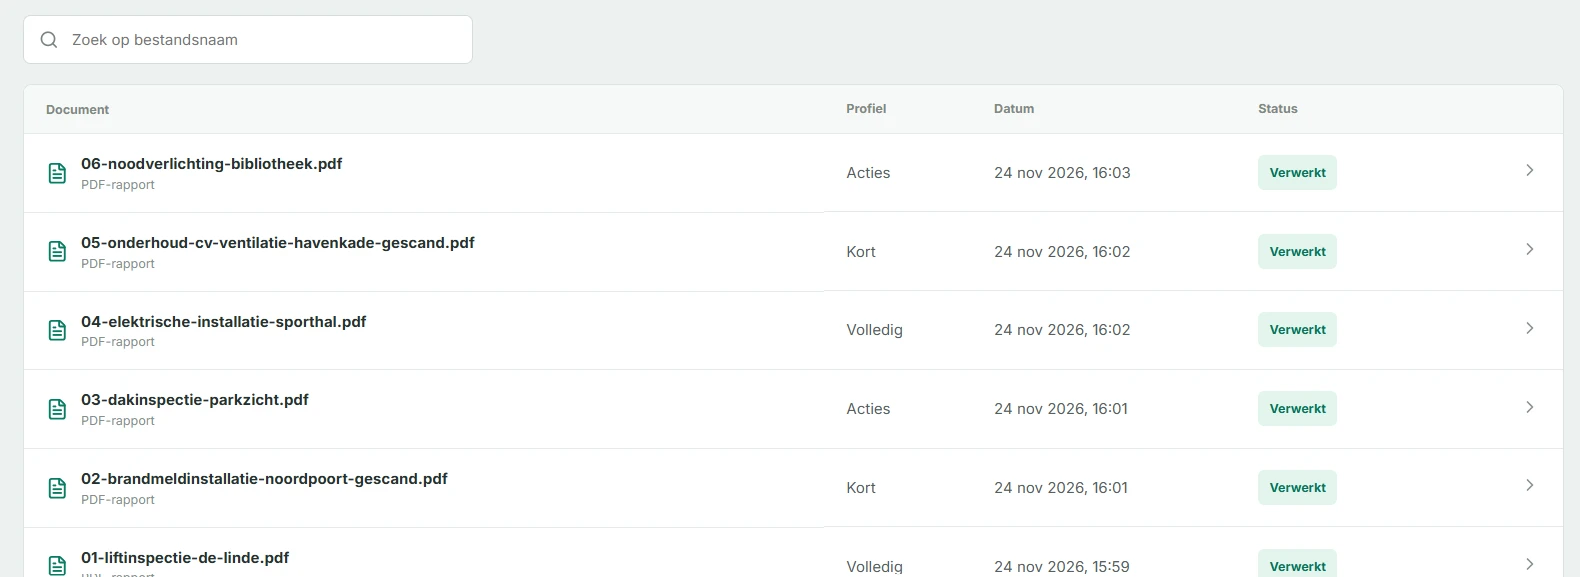 Zoek op bestandsnaam
Document Profiel Datum Status
06-noodverlichting-bibliotheek.pdf
PDF-rapport
Acties 24 nov 2026, 16:03 Verwerkt
05-onderhoud-cv-ventilatie-havenkade-gescand.pdf
PDF-rapport
Kort 24 nov 2026, 16:02 Verwerkt
04-elektrische-installatie-sporthal.pdf
PDF-rapport
Volledig 24 nov 2026, 16:02 Verwerkt
03-dakinspectie-parkzicht.pdf
PDF-rapport
Acties 24 nov 2026, 16:01 Verwerkt
02-brandmeldinstallatie-noordpoort-gescand.pdf
PDF-rapport
Kort 24 nov 2026, 16:01 Verwerkt
01-liftinspectie-de-linde.pdf
PDF-rapport
Volledig 24 nov 2026, 15:59 Verwerkt